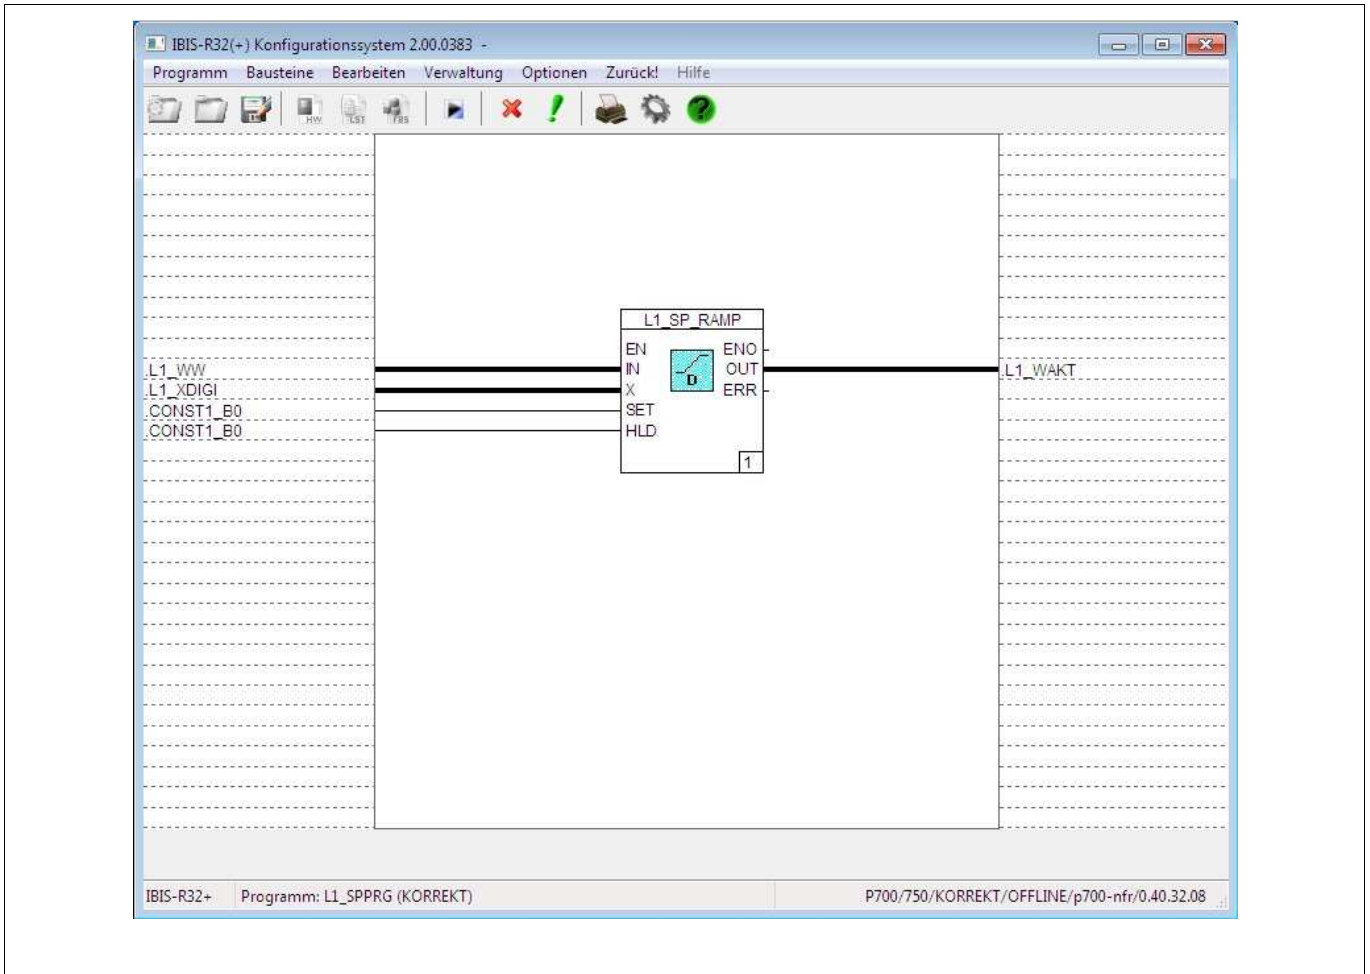 IBIS-R32(+) Konfigurationssystem 2.00.0383 -
Programm Bausteine Bearbeiten Verwaltung Optionen Zurück! Hilfe
HW LST FBS
L1_SP_RAMP
EN ENO
.L1_WW IN OUT .L1_WAKT
.L1_XDIGI X D ERR
.CONST1_B0 SET
.CONST1_B0 HLD
1
IBIS-R32+ Programm: L1_SPPRG (KORREKT) P700/750/KORREKT/OFFLINE/p700-nfr/0.40.32.08